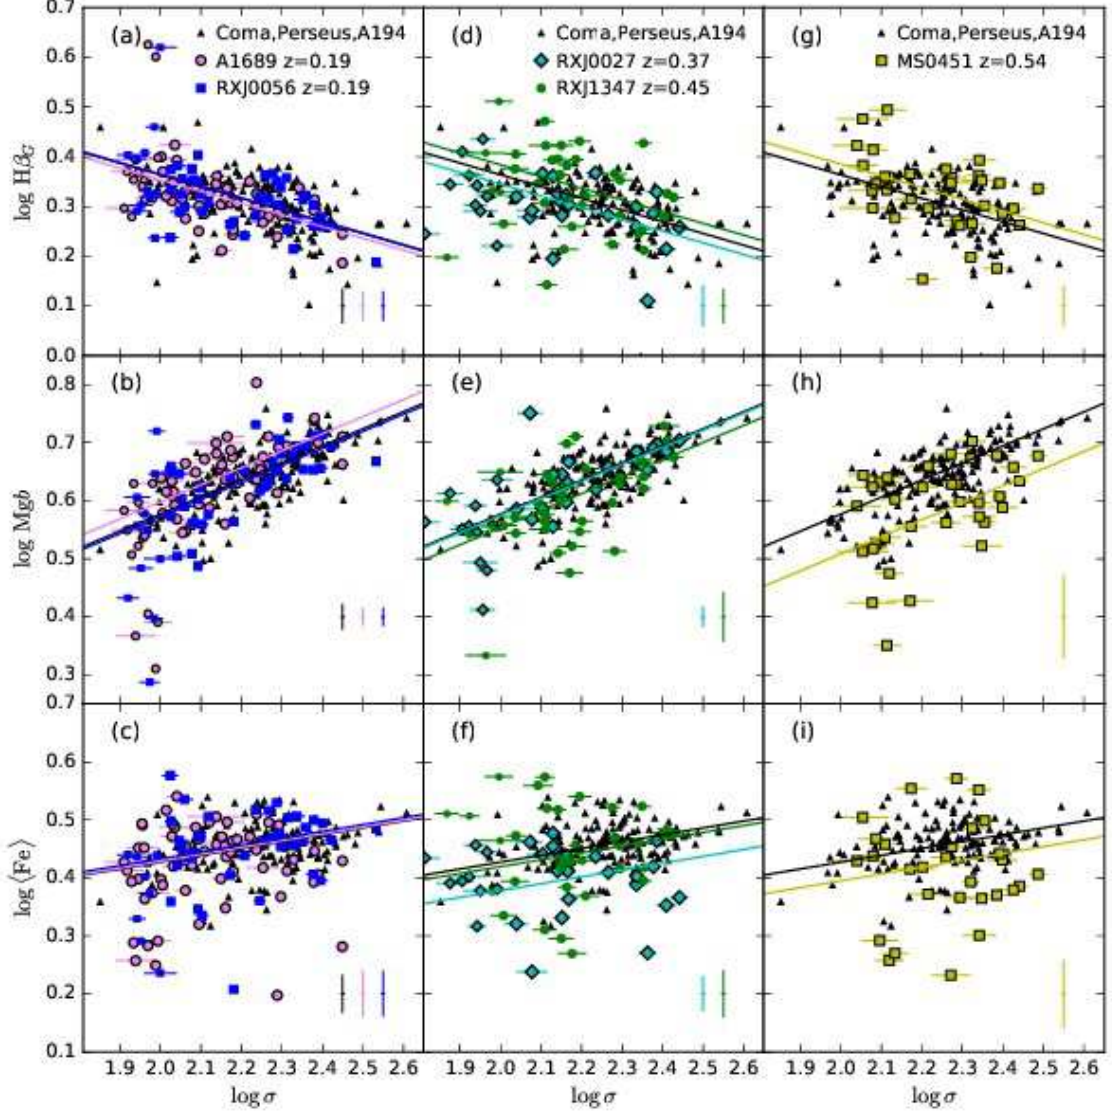 0.7
0.5
0.4
0.3
0.2
0.1
0.0
log Hβ_G
(a)
Coma,Perseus,A194
A1689 z=0.19
RXJ0056 z=0.19
(d)
Coma,Perseus,A194
RXJ0027 z=0.37
RXJ1347 z=0.45
(g)
Coma,Perseus,A194
MS0451 z=0.54
0.8
0.7
0.6
0.5
0.4
0.3
log Mgb
(b)
(e)
(h)
0.7
0.6
0.5
0.4
0.3
0.2
0.1
log ⟨Fe⟩
(c)
(f)
(i)
1.9 2.0 2.1 2.2 2.3 2.4 2.5 2.6
1.9 2.0 2.1 2.2 2.3 2.4 2.5 2.6
1.9 2.0 2.1 2.2 2.3 2.4 2.5 2.6
log σ
log σ
log σ